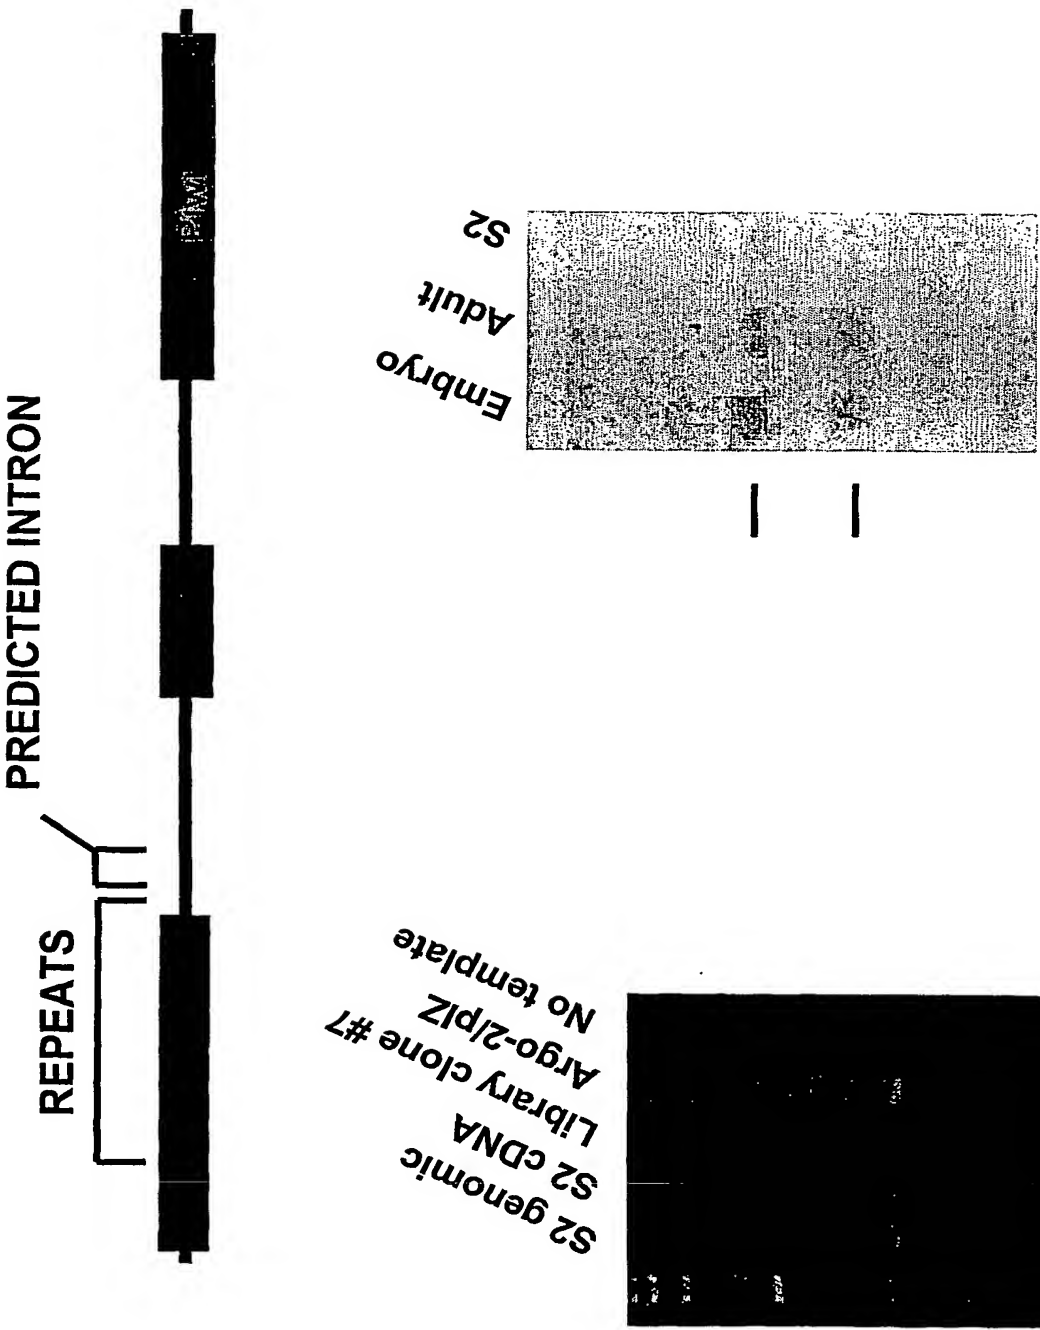 REPEATS
PREDICTED INTRON
Piwi
S2 genomic
S2 cDNA
Library clone #7
Argo-2/pIZ
No template
Embryo
Adult
S2